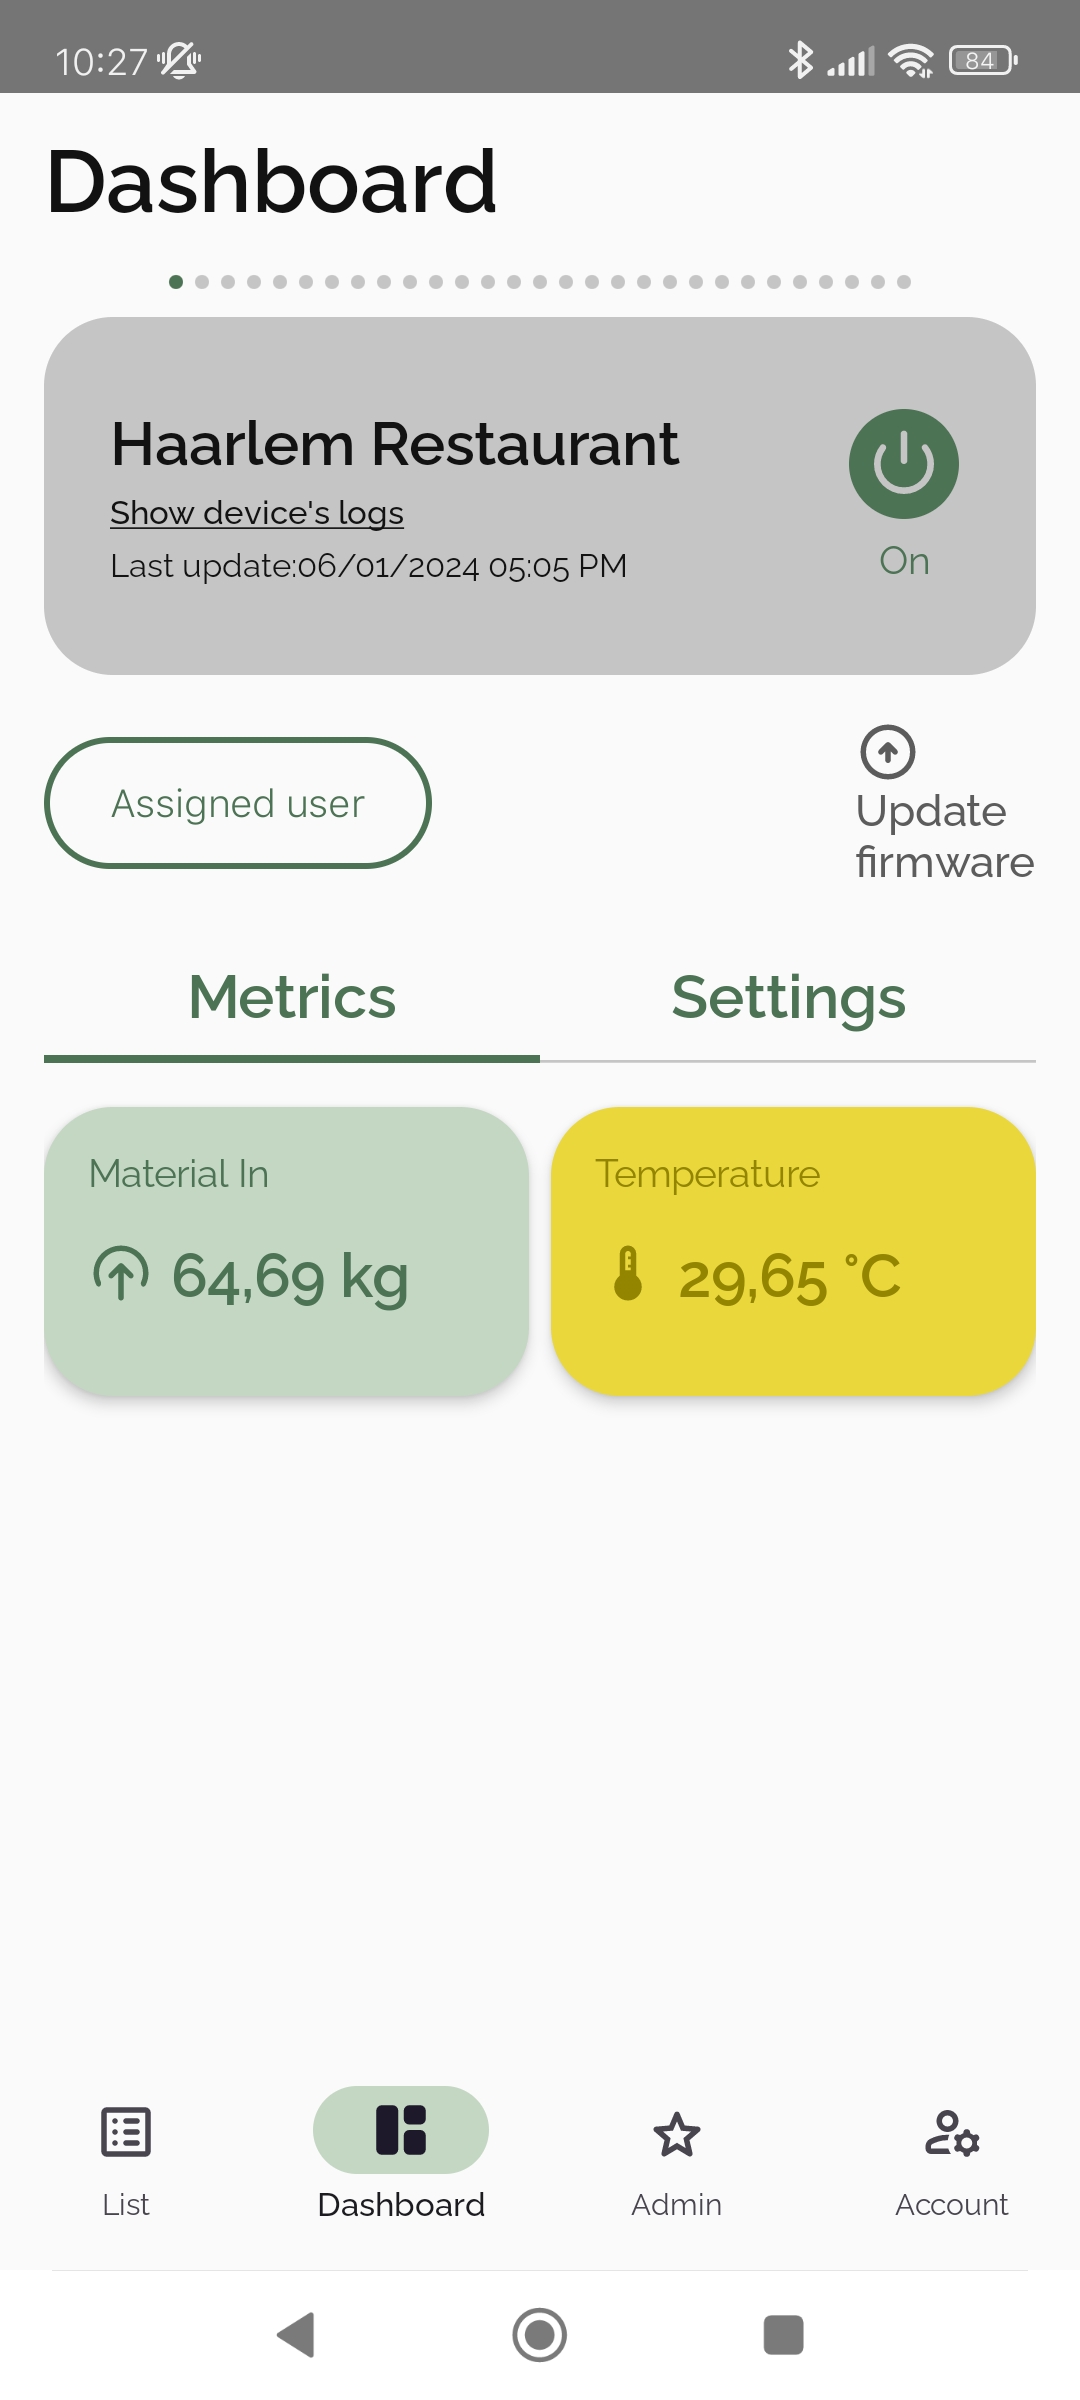 10:27
84
Dashboard
Haarlem Restaurant
Show device's logs
Last update:06/01/2024 05:05 PM
On
Assigned user
Update
firmware
Metrics
Settings
Material In
64,69 kg
Temperature
29,65 °C
List
Dashboard
Admin
Account